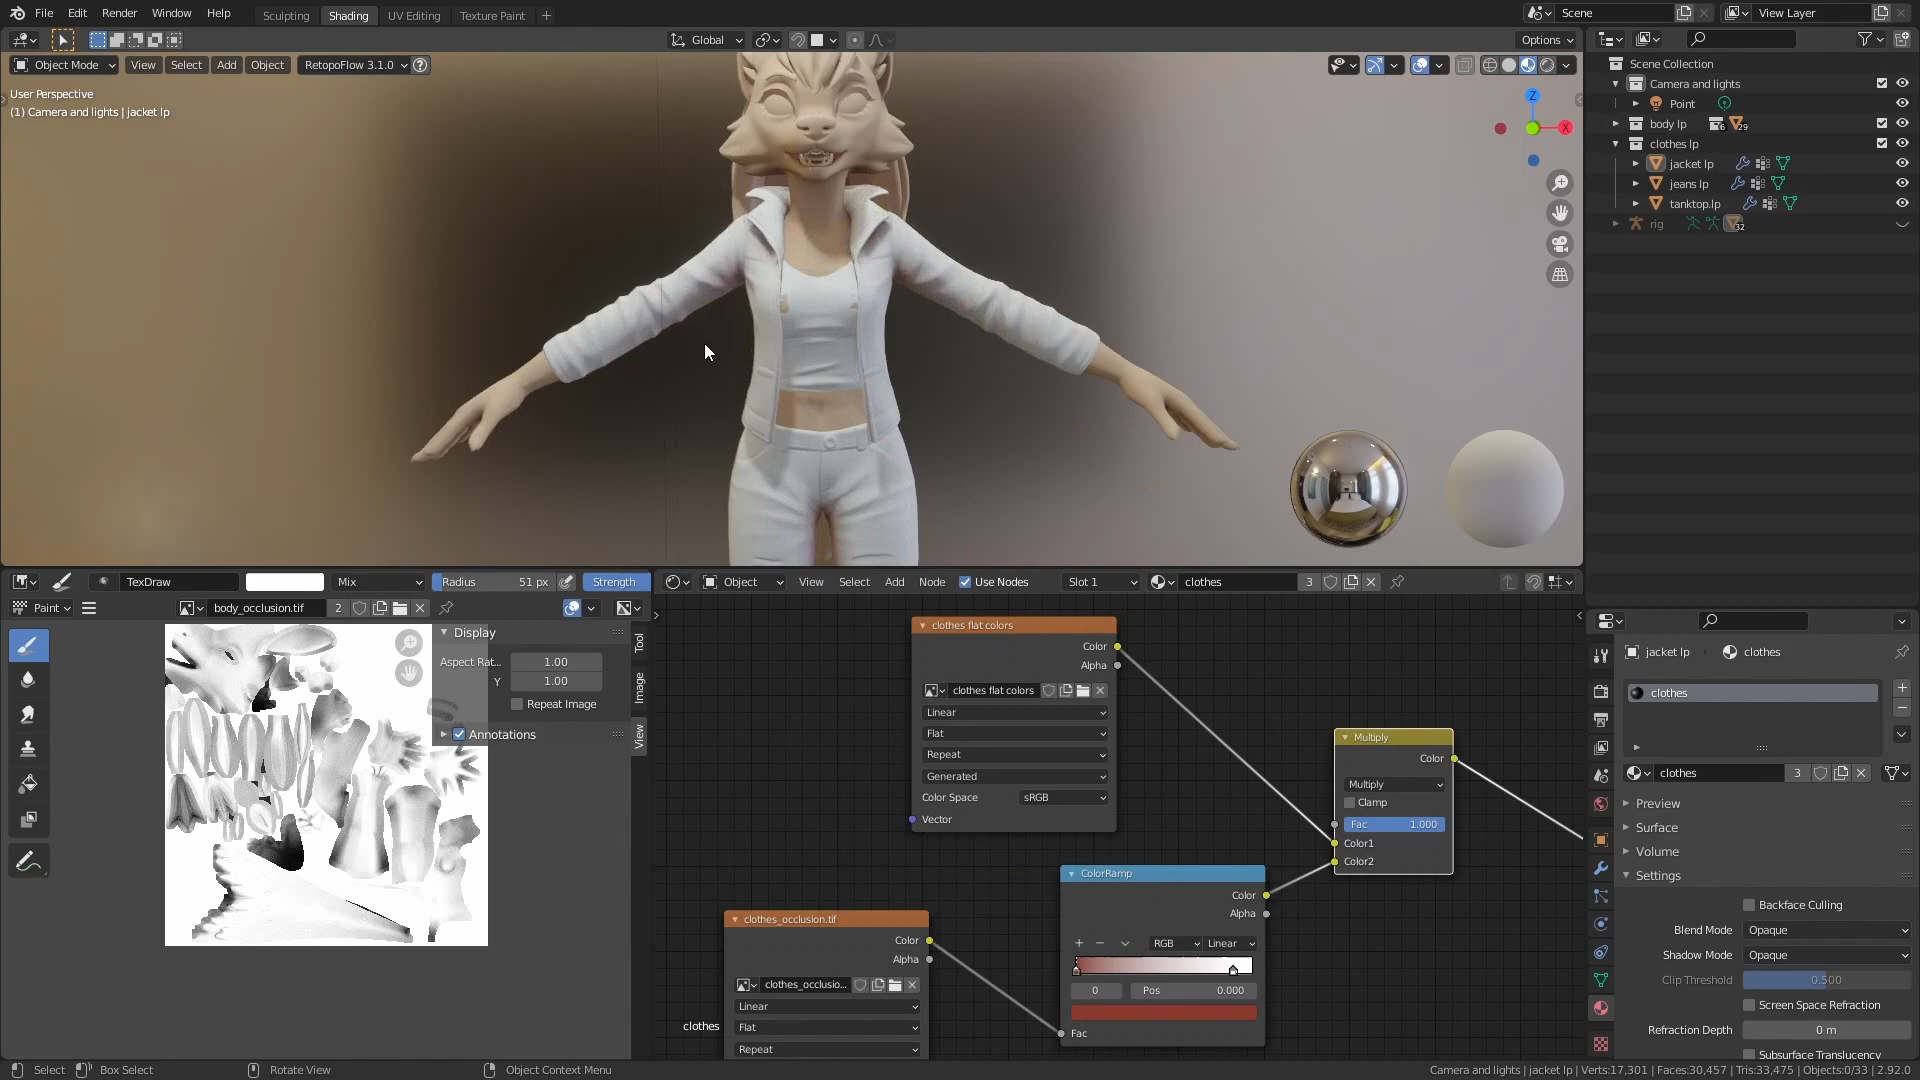 File Edit Render Window Help Sculpting Shading UV Editing Texture Paint + Scene View Layer
Global Options
Object Mode View Select Add Object RetopoFlow 3.1.0
User Perspective
(1) Camera and lights | jacket lp
Z
X
Scene Collection
Camera and lights
Point
body lp 6 29
clothes lp
jacket lp
jeans lp
tanktop.lp
rig 32
TexDraw Mix Radius 51 px Strength
Paint body_occlusion.tif 2
Display
Aspect Rat... 1.00
Y 1.00
Repeat Image
Annotations
Tool
Image
View
Object View Select Add Node Use Nodes Slot 1 clothes 3
clothes flat colors
Color
Alpha
clothes flat colors
Linear
Flat
Repeat
Generated
Color Space sRGB
Vector
Multiply
Color
Multiply
Clamp
Fac 1.000
Color1
Color2
ColorRamp
Color
Alpha
RGB Linear
0 Pos 0.000
Fac
clothes_occlusion.tif
Color
Alpha
clothes_occlusio...
Linear
Flat
Repeat
clothes
jacket lp clothes
clothes
clothes 3
Preview
Surface
Volume
Settings
Backface Culling
Blend Mode Opaque
Shadow Mode Opaque
Clip Threshold 0.500
Screen Space Refraction
Refraction Depth 0 m
Subsurface Translucency
Select Box Select Rotate View Object Context Menu
Camera and lights | jacket lp | Verts:17,301 | Faces:30,457 | Tris:33,475 | Objects:0/33 | 2.92.0